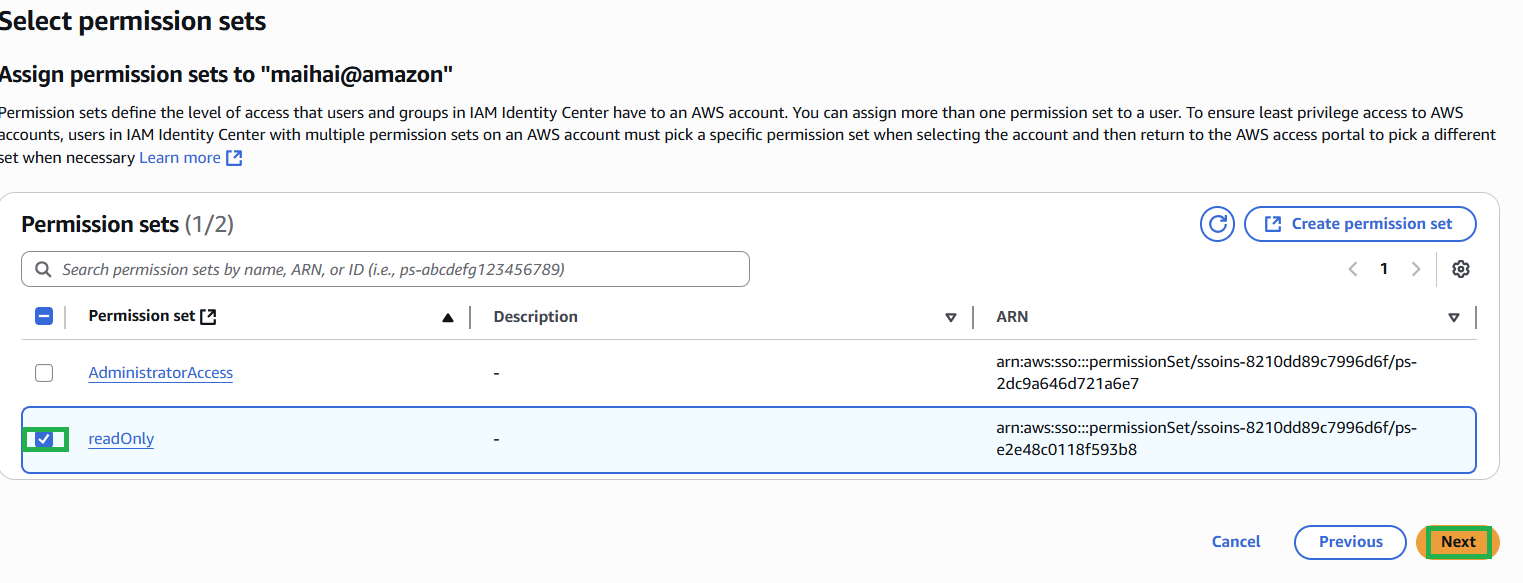 Select permission sets
Assign permission sets to "maihai@amazon"
Permission sets define the level of access that users and groups in IAM Identity Center have to an AWS account. You can assign more than one permission set to a user. To ensure least privilege access to AWS
accounts, users in IAM Identity Center with multiple permission sets on an AWS account must pick a specific permission set when selecting the account and then return to the AWS access portal to pick a different
set when necessary Learn more
Permission sets (1/2)
Create permission set
Search permission sets by name, ARN, or ID (i.e., ps-abcdefg123456789)
1
Permission set Description ARN
AdministratorAccess - arn:aws:sso:::permissionSet/ssoins-8210dd89c7996d6f/ps-
2dc9a646d721a6e7
readOnly - arn:aws:sso:::permissionSet/ssoins-8210dd89c7996d6f/ps-
e2e48c0118f593b8
Cancel Previous Next